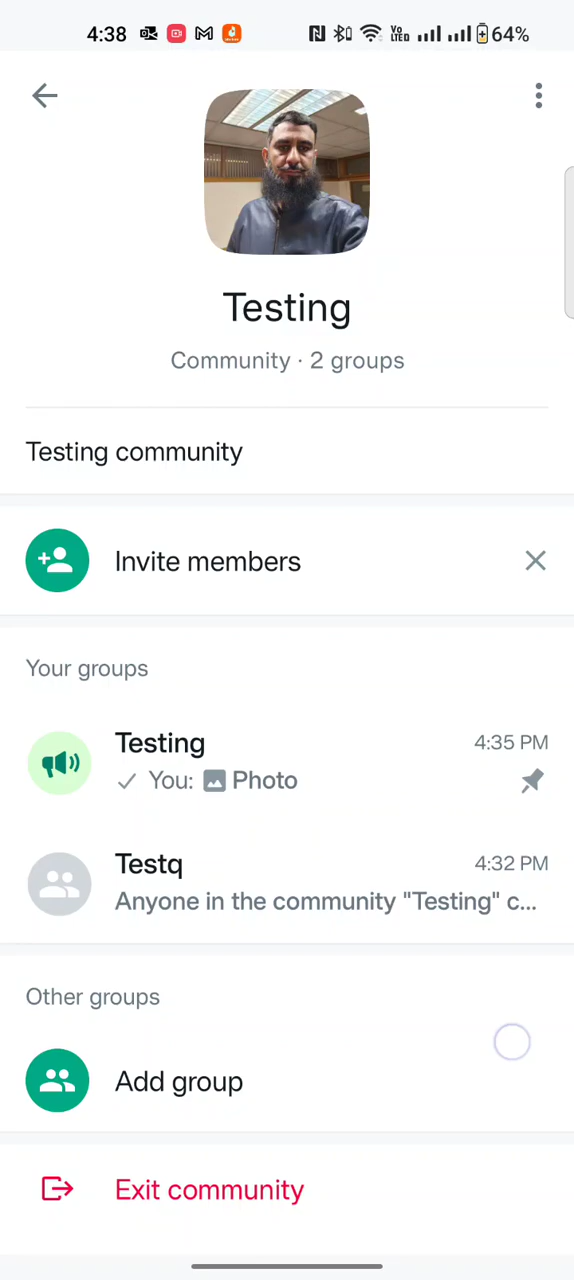 4:38 64%
Testing
Community · 2 groups
Testing community
Invite members
Your groups
Testing 4:35 PM
You: Photo
Testq 4:32 PM
Anyone in the community "Testing" c...
Other groups
Add group
Exit community